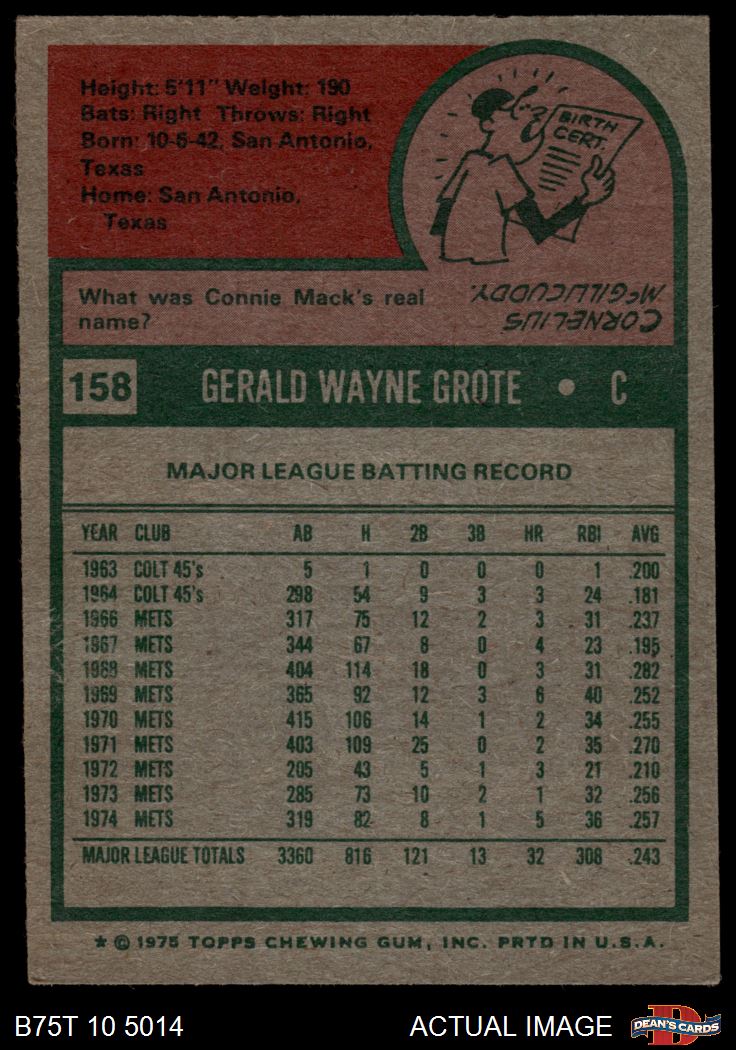 Height: 5'11" Weight: 190
Bats: Right Throws: Right
Born: 10-6-42, San Antonio,
Texas
Home: San Antonio,
Texas
BIRTH
CERT.
What was Connie Mack's real
name?
CORNELIUS
McGILLICUDDY.
158 GERALD WAYNE GROTE • C
MAJOR LEAGUE BATTING RECORD
YEAR CLUB AB H 2B 3B HR RBI AVG
1963 COLT 45's 5 1 0 0 0 1 .200
1964 COLT 45's 298 54 9 3 3 24 .181
1966 METS 317 75 12 2 3 31 .237
1967 METS 344 67 8 0 4 23 .195
1968 METS 404 114 18 0 3 31 .282
1969 METS 365 92 12 3 6 40 .252
1970 METS 415 106 14 1 2 34 .255
1971 METS 403 109 25 0 2 35 .270
1972 METS 205 43 5 1 3 21 .210
1973 METS 285 73 10 2 1 32 .256
1974 METS 319 82 8 1 5 36 .257
MAJOR LEAGUE TOTALS 3360 816 121 13 32 308 .243
★ © 1975 TOPPS CHEWING GUM, INC. PRTD IN U.S.A.
B75T 10 5014 ACTUAL IMAGE D DEAN'S CARDS